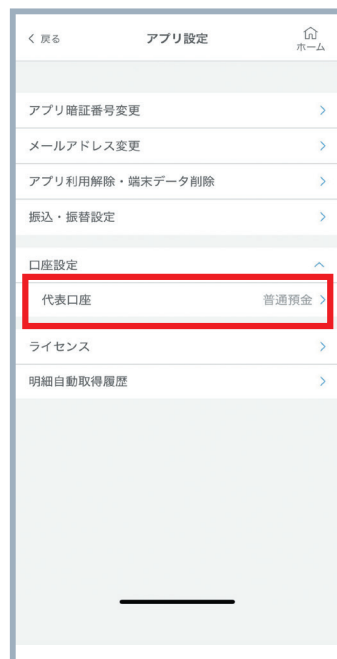 戻る
アプリ設定
ホーム
アプリ暗証番号変更
メールアドレス変更
アプリ利用解除・端末データ削除
振込・振替設定
口座設定
代表口座 普通預金
ライセンス
明細自動取得履歴